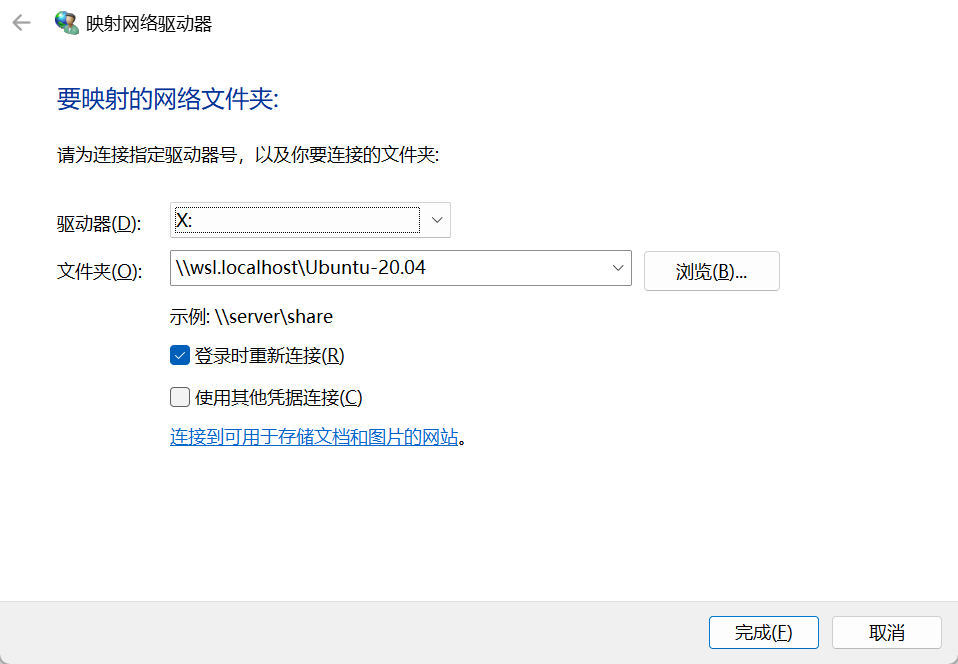 映射网络驱动器
要映射的网络文件夹:
请为连接指定驱动器号，以及你要连接的文件夹:
驱动器(D): X:
文件夹(O): \\wsl.localhost\Ubuntu-20.04 浏览(B)...
示例: \\server\share
登录时重新连接(R)
使用其他凭据连接(C)
连接到可用于存储文档和图片的网站。
完成(F) 取消